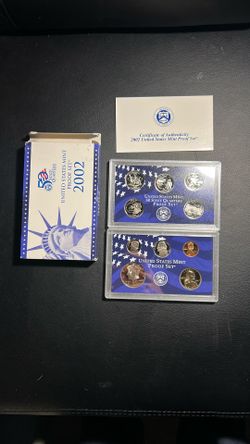 Certificate of Authenticity
2002 United States Mint Proof Set
UNITED STATES MINT
PROOF SET
2002
UNITED STATES MINT
50 STATE QUARTERS
PROOF SET
UNITED STATES MINT
PROOF SET